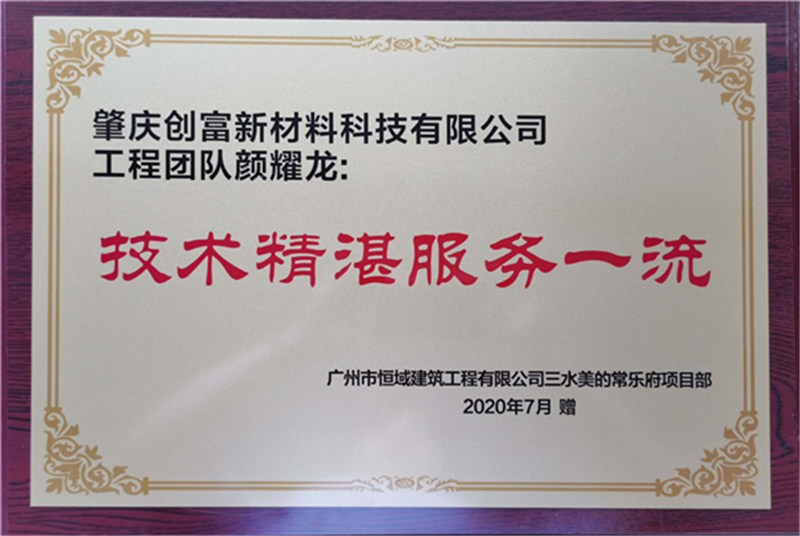 肇庆创富新材料科技有限公司
工程团队颜耀龙:
技术精湛服务一流
广州市恒域建筑工程有限公司三水美的常乐府项目部
2020年7月 赠